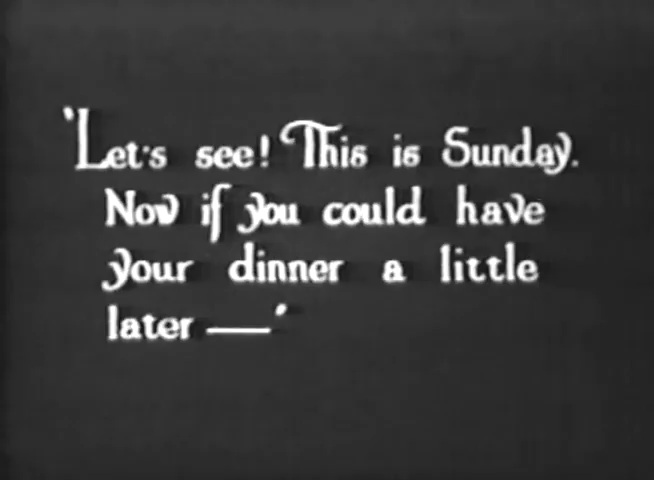 'Let's see! This is Sunday.
Now if you could have
your dinner a little
later —'